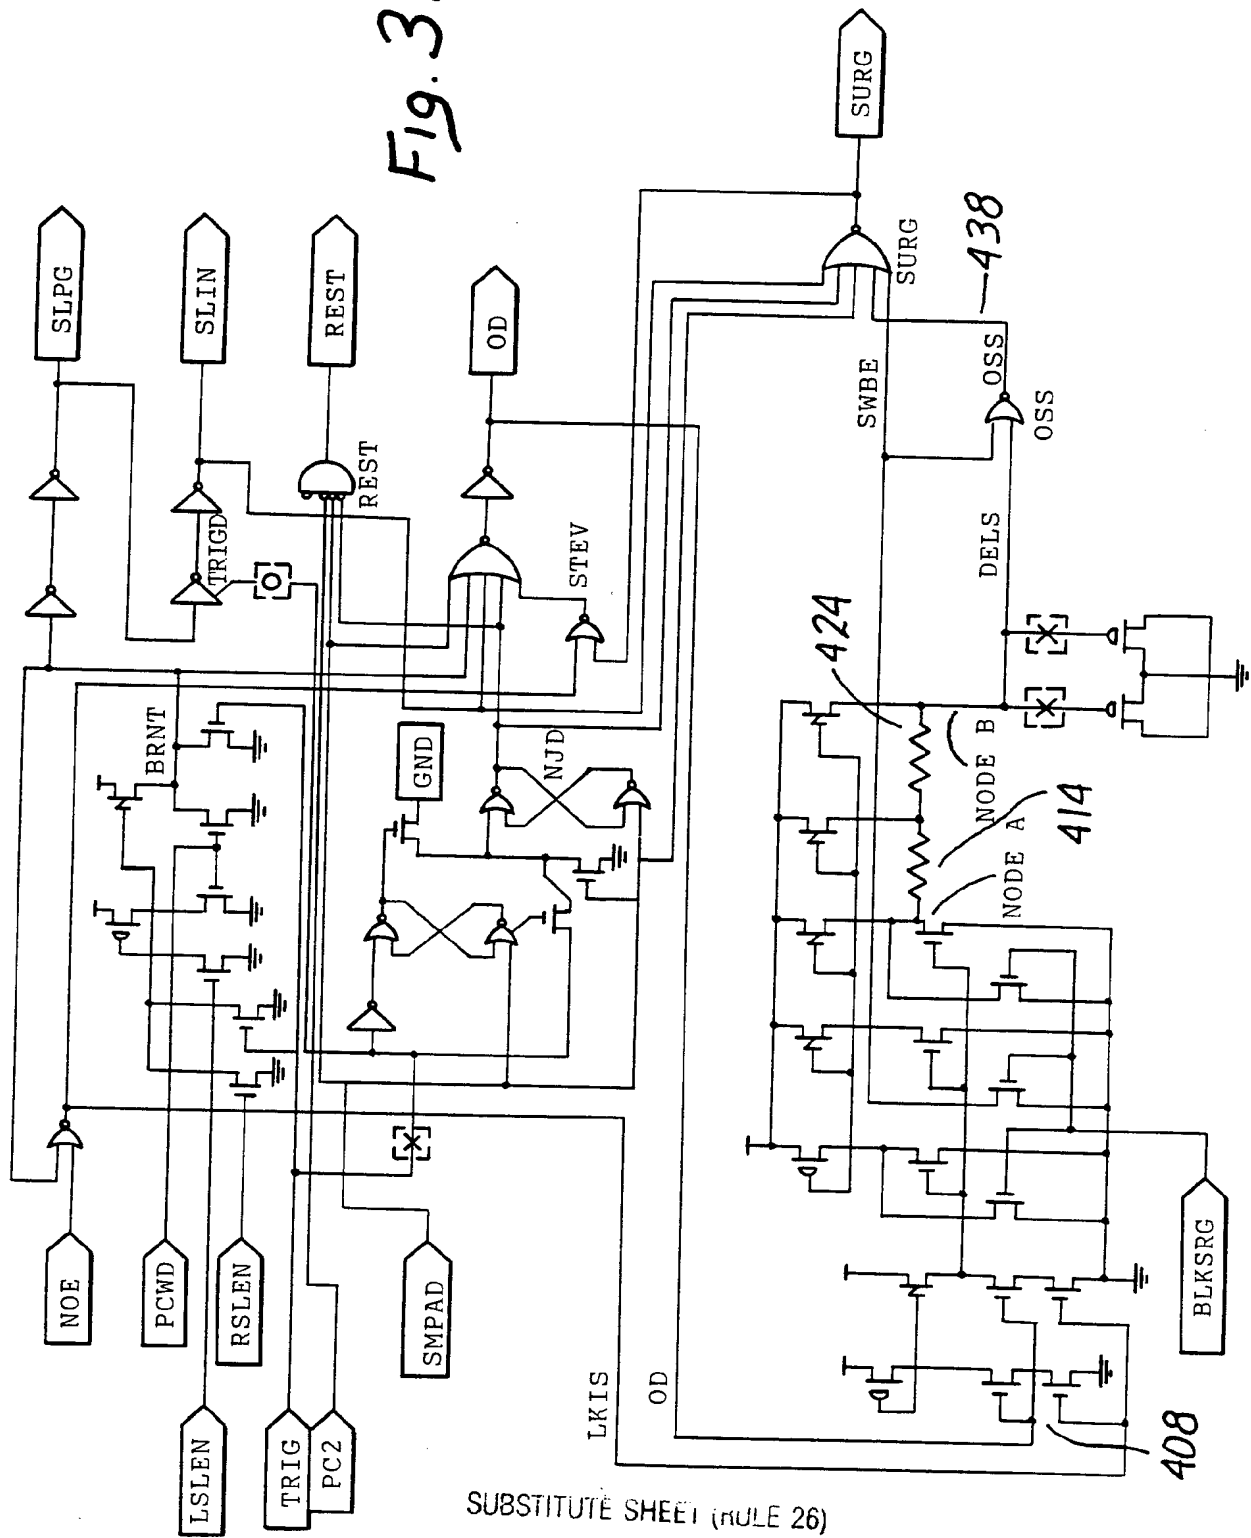 Fig. 3.
SLPG
SLIN
REST
OD
SURG
TRIGD
REST
STEV
BRNT
GND
NJD
SURG
438
SWBE
OSS
OSS
DELS
424
NODE B
NODE A
414
NOE
PCWD
RSLEN
SMPAD
LSLEN
TRIG
PC2
LKIS
OD
BLKSRG
408
SUBSTITUTE SHEET (RULE 26)